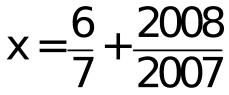 x = 6/7 + 2008/2007